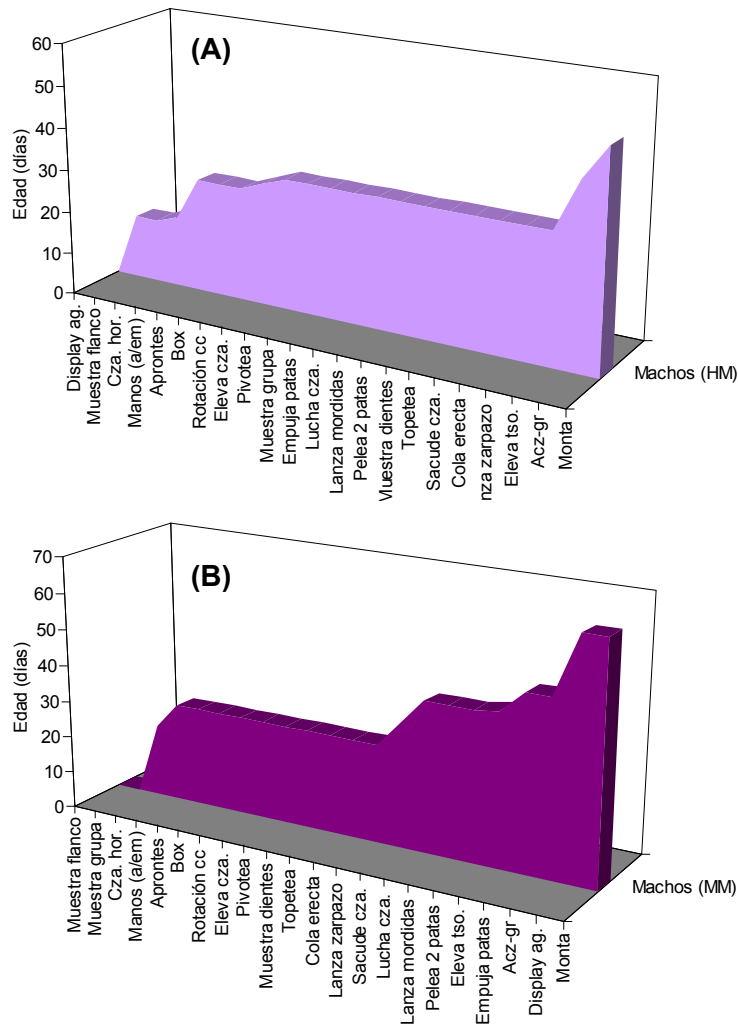 (A)
60
50
40
30
20
10
0
Edad (días)
Display ag.
Muestra flanco
Cza. hor.
Manos (a/em)
Aprontes
Box
Rotación cc
Eleva cza.
Pivotea
Muestra grupa
Empuja patas
Lucha cza.
Lanza mordidas
Pelea 2 patas
Muestra dientes
Topetea
Sacude cza.
Cola erecta
nza zarpazo
Eleva tso.
Acz-gr
Monta
Machos (HM)
(B)
70
60
50
40
30
20
10
0
Edad (días)
Muestra flanco
Muestra grupa
Cza. hor.
Manos (a/em)
Aprontes
Box
Rotación cc
Eleva cza.
Pivotea
Muestra dientes
Topetea
Cola erecta
Lanza zarpazo
Sacude cza.
Lucha cza.
Lanza mordidas
Pelea 2 patas
Eleva tso.
Empuja patas
Acz-gr
Display ag.
Monta
Machos (MM)